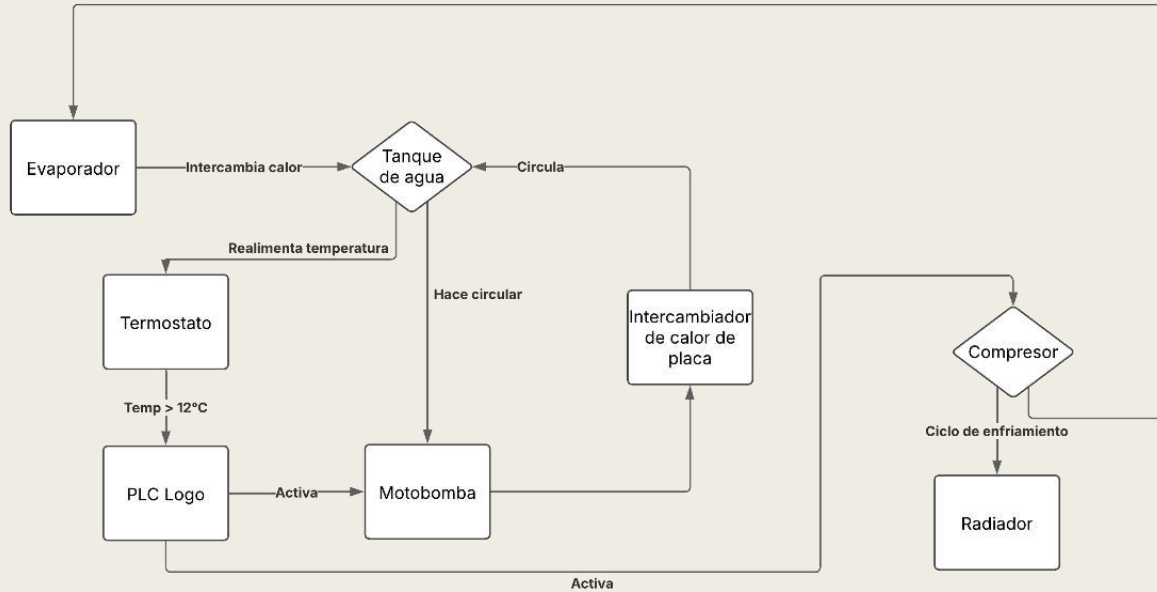 Evaporador
Intercambia calor
Tanque
de agua
Circula
Realimenta temperatura
Hace circular
Termostato
Intercambiador
de calor de
placa
Compresor
Temp > 12°C
Ciclo de enfriamiento
PLC Logo
Activa
Motobomba
Radiador
Activa